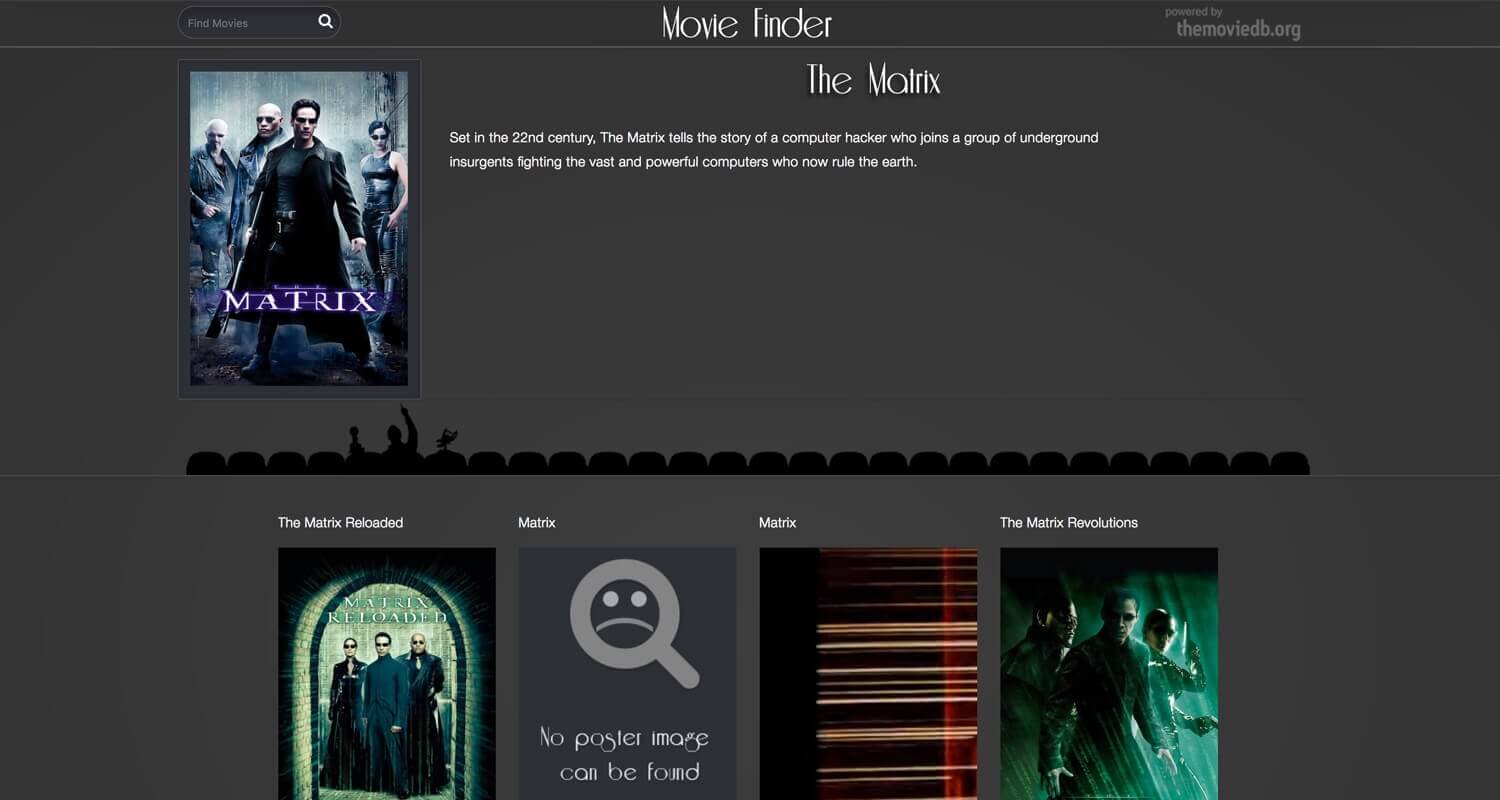 Find Movies
Movie Finder
powered by
themoviedb.org
The Matrix
Set in the 22nd century, The Matrix tells the story of a computer hacker who joins a group of underground
insurgents fighting the vast and powerful computers who now rule the earth.
THE
MATRIX
The Matrix Reloaded
Matrix
Matrix
The Matrix Revolutions
MATRIX
RELOADED
No poster image
can be found